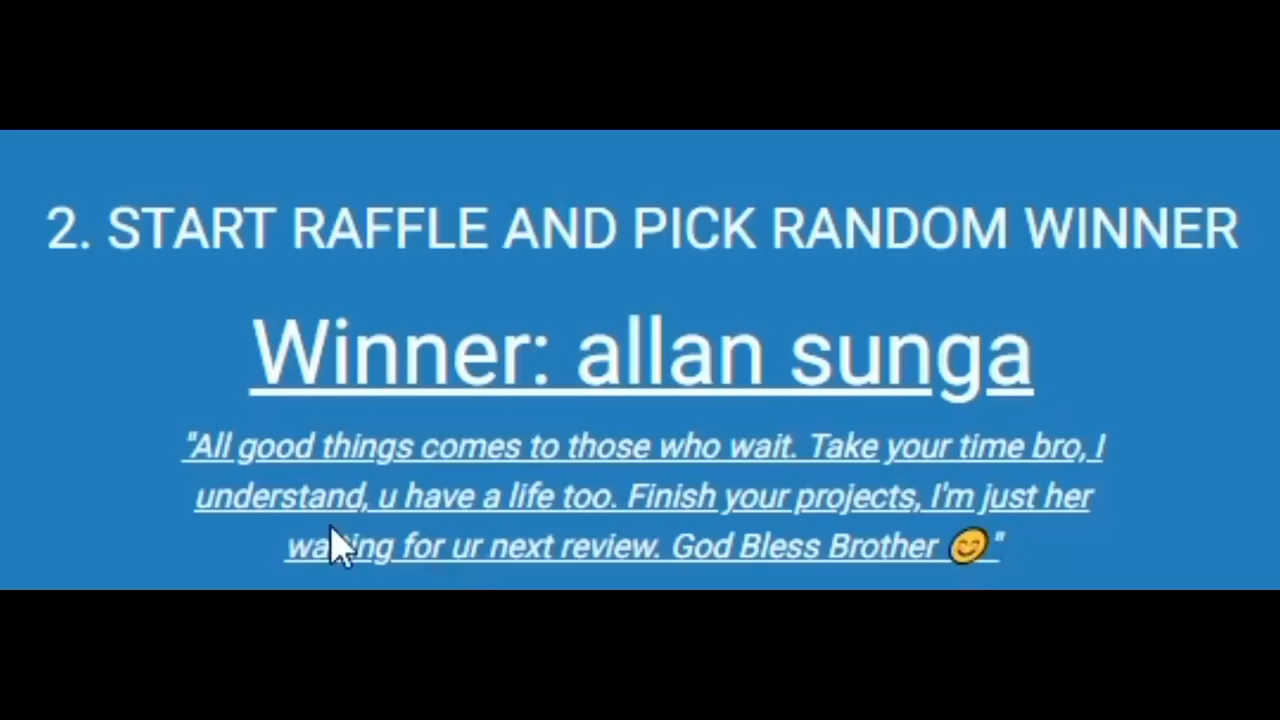 2. START RAFFLE AND PICK RANDOM WINNER
Winner: allan sunga
"All good things comes to those who wait. Take your time bro, I
understand, u have a life too. Finish your projects, I'm just her
waiting for ur next review. God Bless Brother 😊"